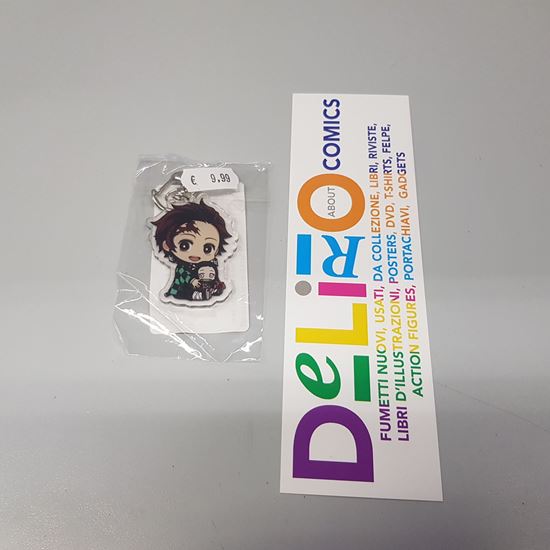 € 9.99
DeLiRiO
ABOUT
COMICS
FUMETTI NUOVI, USATI, DA COLLEZIONE, LIBRI, RIVISTE,
LIBRI D'ILLUSTRAZIONI, POSTERS, DVD, T-SHIRTS, FELPE,
ACTION FIGURES, PORTACHIAVI, GADGETS